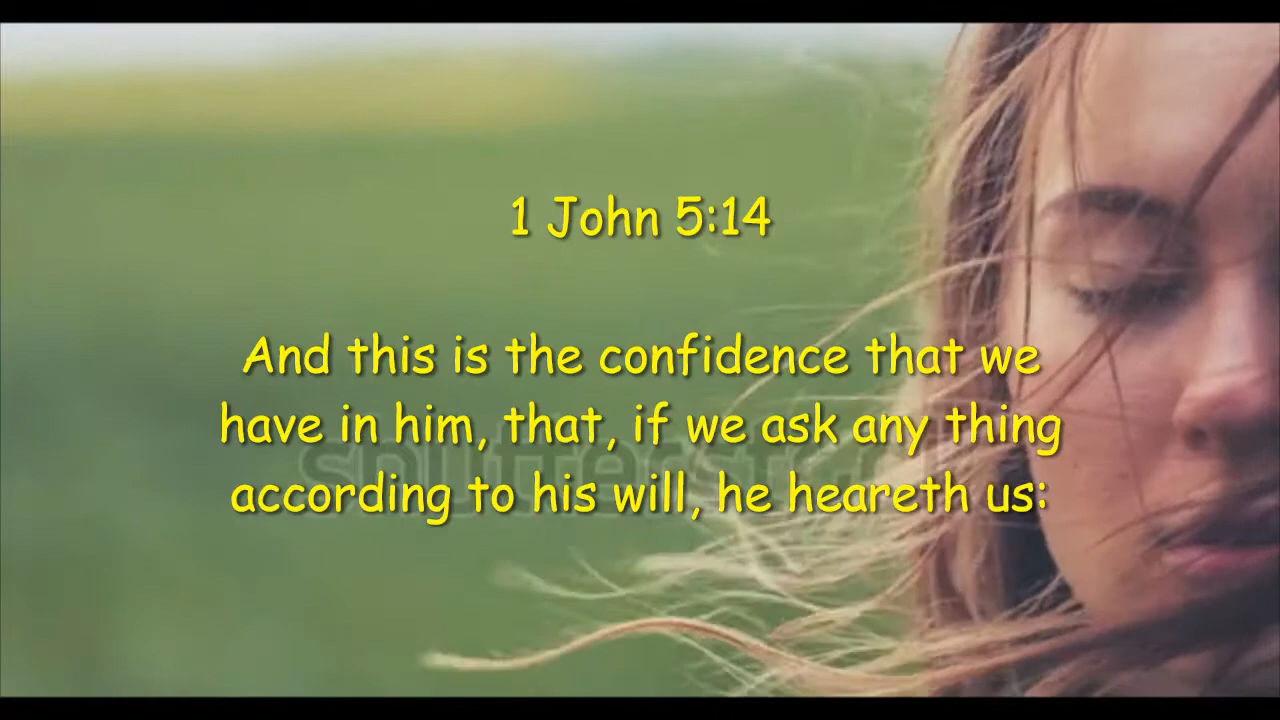 1 John 5:14
And this is the confidence that we
have in him, that, if we ask any thing
according to his will, he heareth us:
shutterstock